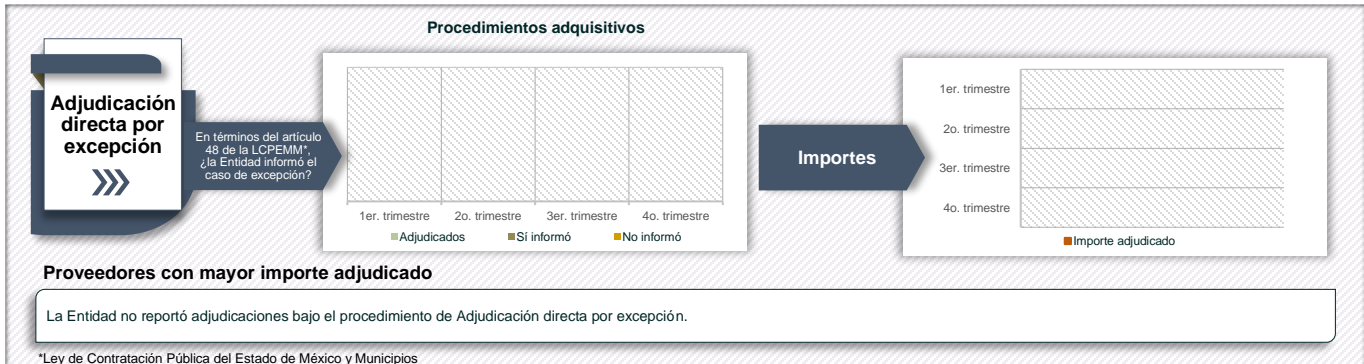 Procedimientos adquisitivos
Adjudicación
directa por
excepción
En términos del artículo
48 de la LCPEMM*,
¿la Entidad informó el
caso de excepción?
1er. trimestre 2o. trimestre 3er. trimestre 4o. trimestre
Adjudicados Sí informó No informó
Importes
1er. trimestre
2o. trimestre
3er. trimestre
4o. trimestre
Importe adjudicado
Proveedores con mayor importe adjudicado
La Entidad no reportó adjudicaciones bajo el procedimiento de Adjudicación directa por excepción.
*Ley de Contratación Pública del Estado de México y Municipios